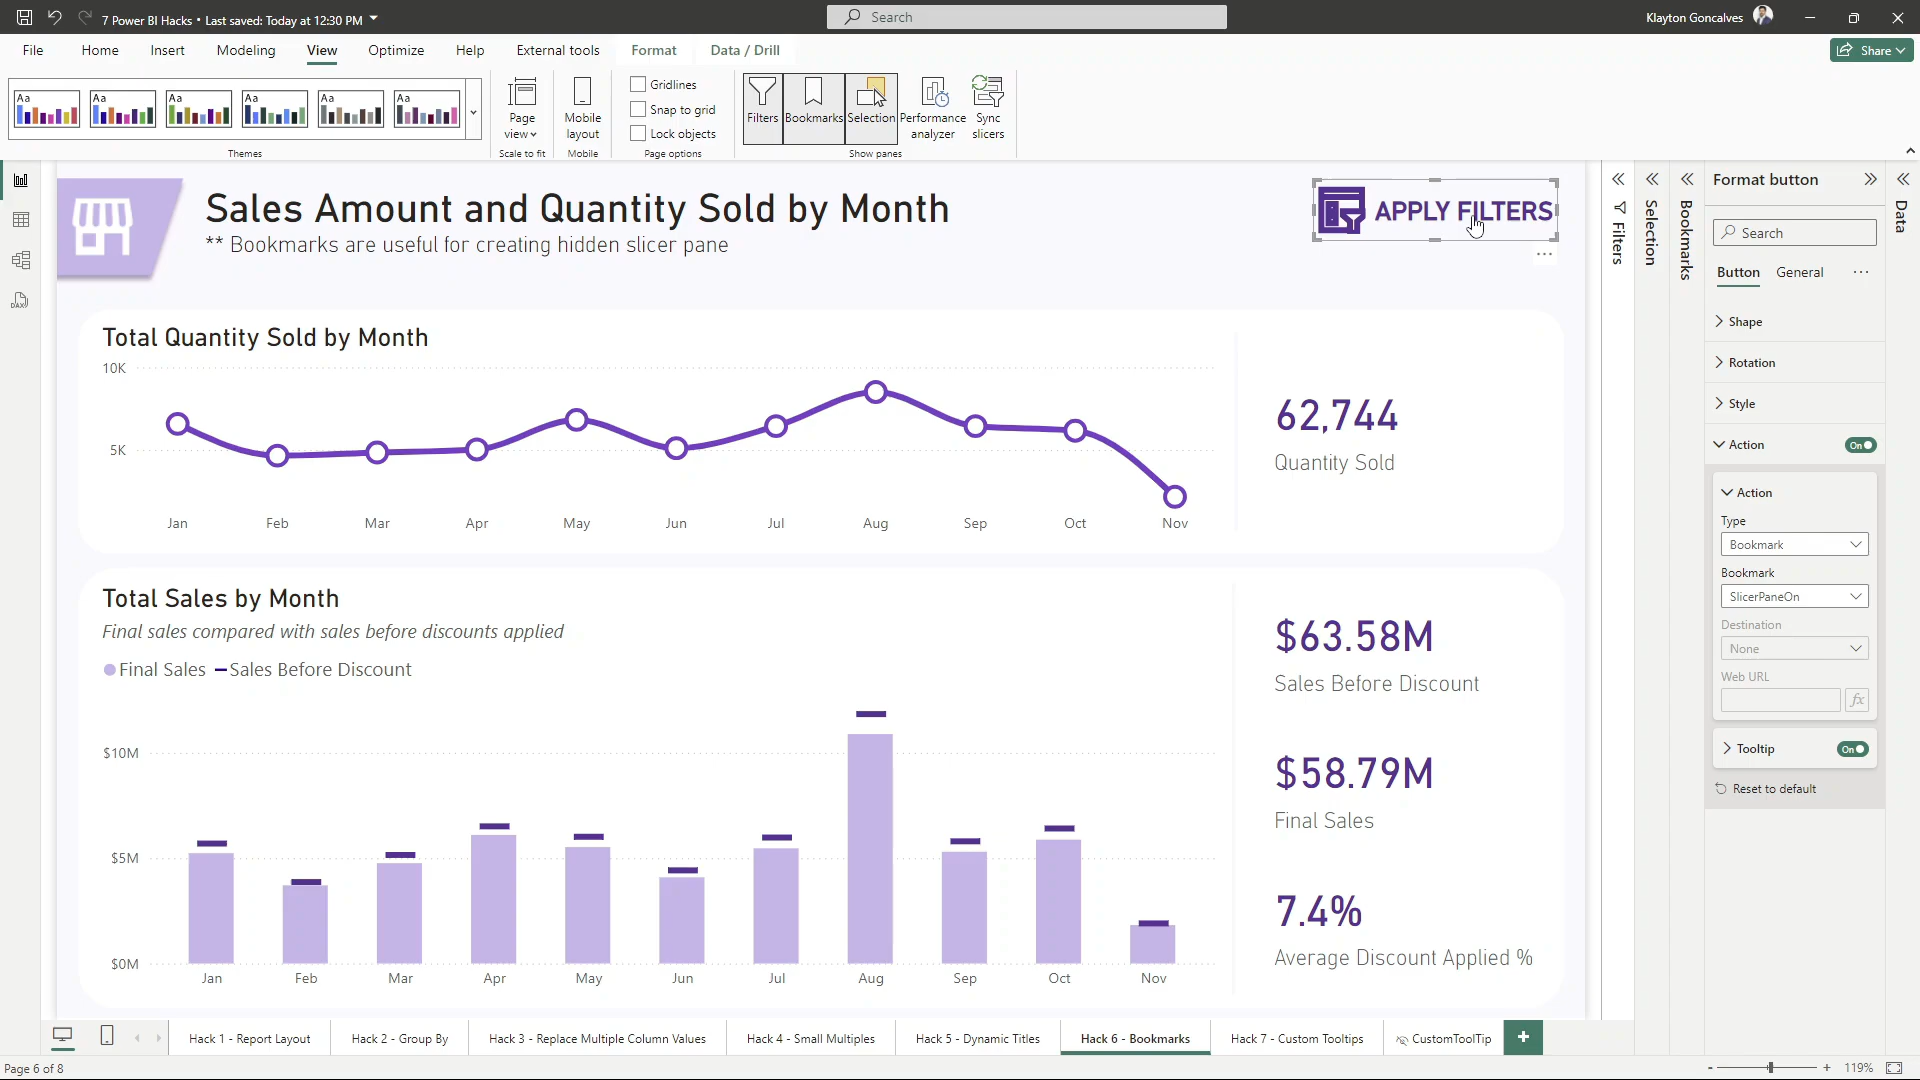 7 Power BI Hacks • Last saved: Today at 12:30 PM
Search
Klayton Goncalves
File
Home
Insert
Modeling
View
Optimize
Help
External tools
Format
Data / Drill
Share
Aa
Aa
Aa
Aa
Aa
Aa
Themes
Page
view
Scale to fit
Mobile
layout
Mobile
Gridlines
Snap to grid
Lock objects
Page options
Filters
Bookmarks
Selection
Performance
analyzer
Sync
slicers
Show panes
Sales Amount and Quantity Sold by Month
** Bookmarks are useful for creating hidden slicer pane
APPLY FILTERS
Total Quantity Sold by Month
10K
5K
Jan
Feb
Mar
Apr
May
Jun
Jul
Aug
Sep
Oct
Nov
62,744
Quantity Sold
Total Sales by Month
Final sales compared with sales before discounts applied
Final Sales
Sales Before Discount
$10M
$5M
$0M
Jan
Feb
Mar
Apr
May
Jun
Jul
Aug
Sep
Oct
Nov
$63.58M
Sales Before Discount
$58.79M
Final Sales
7.4%
Average Discount Applied %
Filters
Selection
Bookmarks
Format button
Search
Button
General
Shape
Rotation
Style
Action
On
Action
Type
Bookmark
Bookmark
SlicerPaneOn
Destination
None
Web URL
fx
Tooltip
On
Reset to default
Data
DAX
Hack 1 - Report Layout
Hack 2 - Group By
Hack 3 - Replace Multiple Column Values
Hack 4 - Small Multiples
Hack 5 - Dynamic Titles
Hack 6 - Bookmarks
Hack 7 - Custom Tooltips
CustomToolTip
+
Page 6 of 8
- + 119%